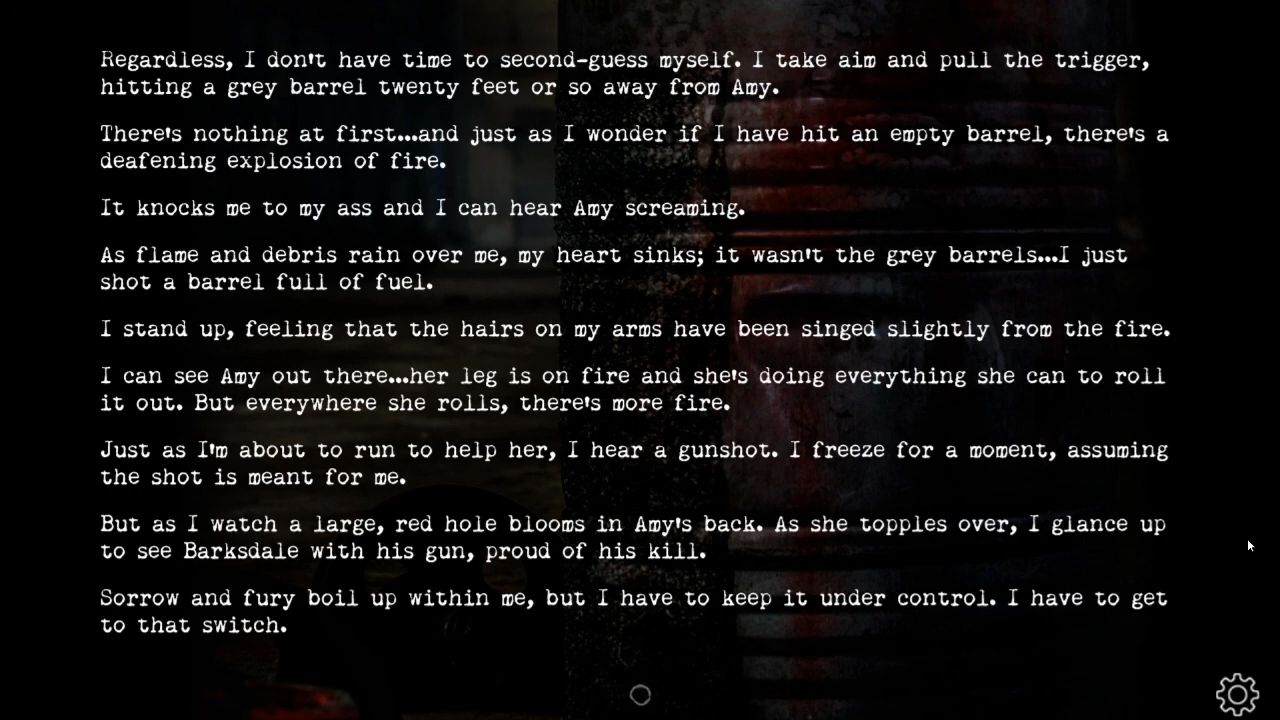 Regardless, I don't have time to second-guess myself. I take aim and pull the trigger,
hitting a grey barrel twenty feet or so away from Amy.
There's nothing at first...and just as I wonder if I have hit an empty barrel, there's a
deafening explosion of fire.
It knocks me to my ass and I can hear Amy screaming.
As flame and debris rain over me, my heart sinks; it wasn't the grey barrels...I just
shot a barrel full of fuel.
I stand up, feeling that the hairs on my arms have been singed slightly from the fire.
I can see Amy out there...her leg is on fire and she's doing everything she can to roll
it out. But everywhere she rolls, there's more fire.
Just as I'm about to run to help her, I hear a gunshot. I freeze for a moment, assuming
the shot is meant for me.
But as I watch a large, red hole blooms in Amy's back. As she topples over, I glance up
to see Barksdale with his gun, proud of his kill.
Sorrow and fury boil up within me, but I have to keep it under control. I have to get
to that switch.